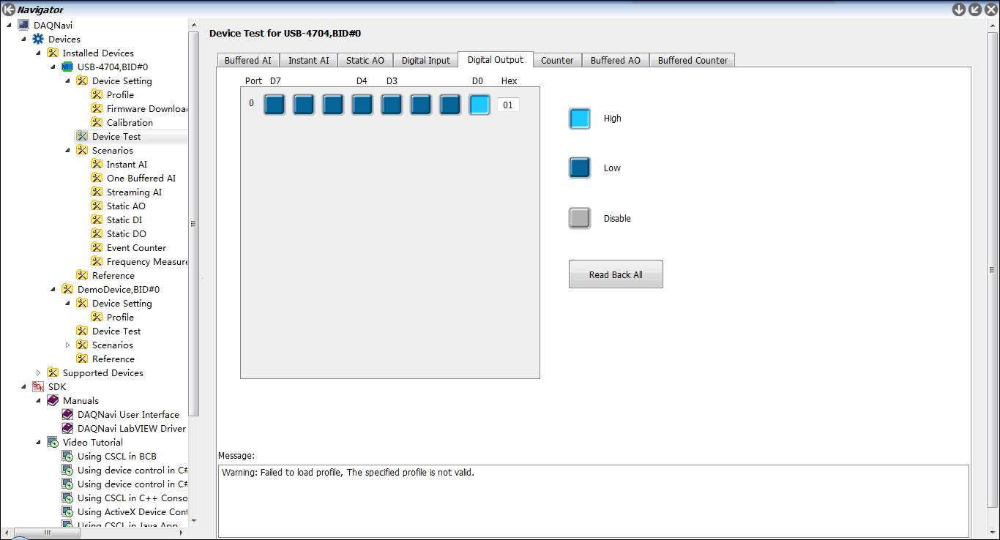 Navigator
DAQNavi
Devices
Installed Devices
USB-4704,BID#0
Device Setting
Profile
Firmware Downloa
Calibration
Device Test
Scenarios
Instant AI
One Buffered AI
Streaming AI
Static AO
Static DI
Static DO
Event Counter
Frequency Measure
Reference
DemoDevice,BID#0
Device Setting
Profile
Device Test
Scenarios
Reference
Supported Devices
SDK
Manuals
DAQNavi User Interface
DAQNavi LabVIEW Driver
Video Tutorial
Using CSCL in BCB
Using device control in C#
Using device control in C#
Using CSCL in C++ Conso
Using ActiveX Device Cont
Using CSCL in Java App
Device Test for USB-4704,BID#0
Buffered AI Instant AI Static AO Digital Input Digital Output Counter Buffered AO Buffered Counter
Port D7 D4 D3 D0 Hex
0 01
High
Low
Disable
Read Back All
Message:
Warning: Failed to load profile, The specified profile is not valid.